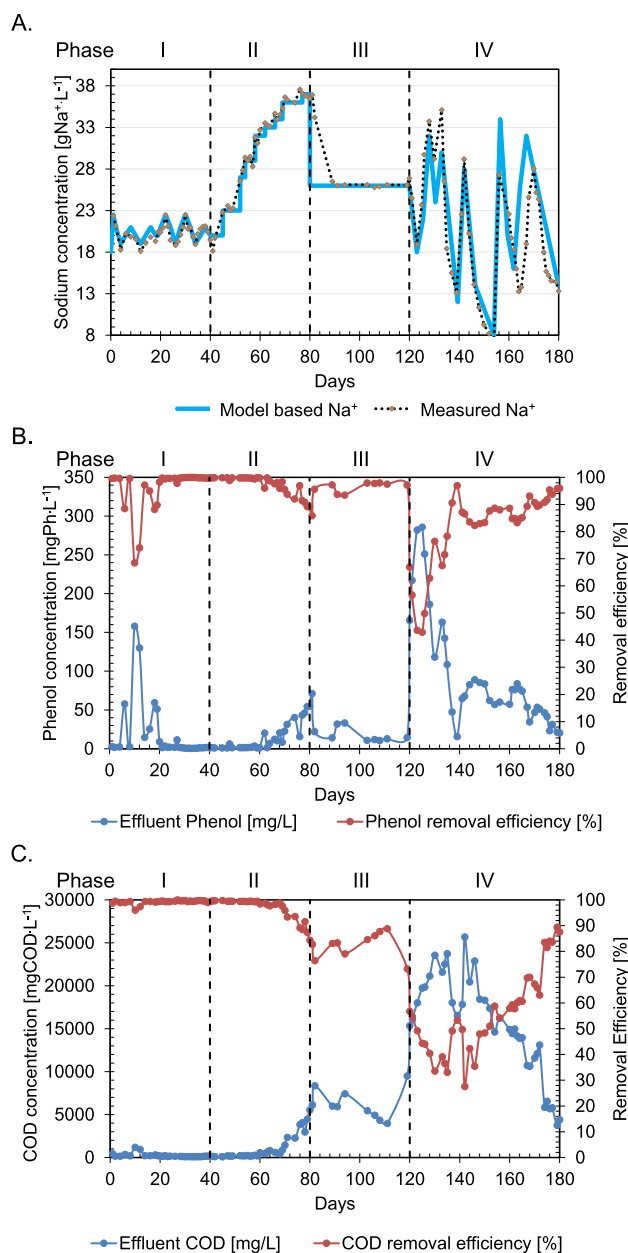 A.
Phase I II III IV
Sodium concentration [gNa⁺·L⁻¹]
38
33
28
23
18
13
8
0 20 40 60 80 100 120 140 160 180
Days
Model based Na⁺ Measured Na⁺
B.
Phase I II III IV
Phenol concentration [mgPh·L⁻¹]
350
300
250
200
150
100
50
0
100
90
80
70
60
50
40
30
20
10
0
Removal efficiency [%]
0 20 40 60 80 100 120 140 160 180
Days
Effluent Phenol [mg/L] Phenol removal efficiency [%]
C.
Phase I II III IV
COD concentration [mgCOD·L⁻¹]
30000
25000
20000
15000
10000
5000
0
100
90
80
70
60
50
40
30
20
10
0
Removal Efficiency [%]
0 20 40 60 80 100 120 140 160 180
Days
Effluent COD [mg/L] COD removal efficiency [%]